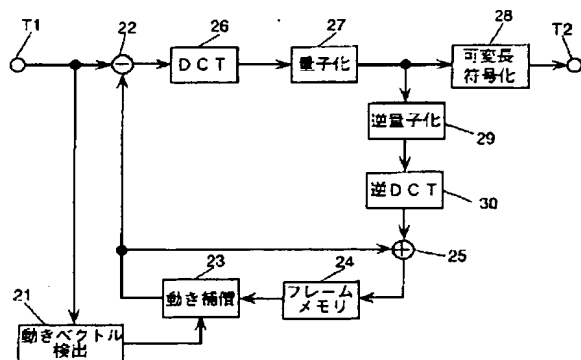 T1
22
26
27
28
T2
DCT
量子化
可変長
符号化
逆量子化
29
逆DCT
30
23
24
25
21
動き補償
フレーム
メモリ
動きベクトル
検出